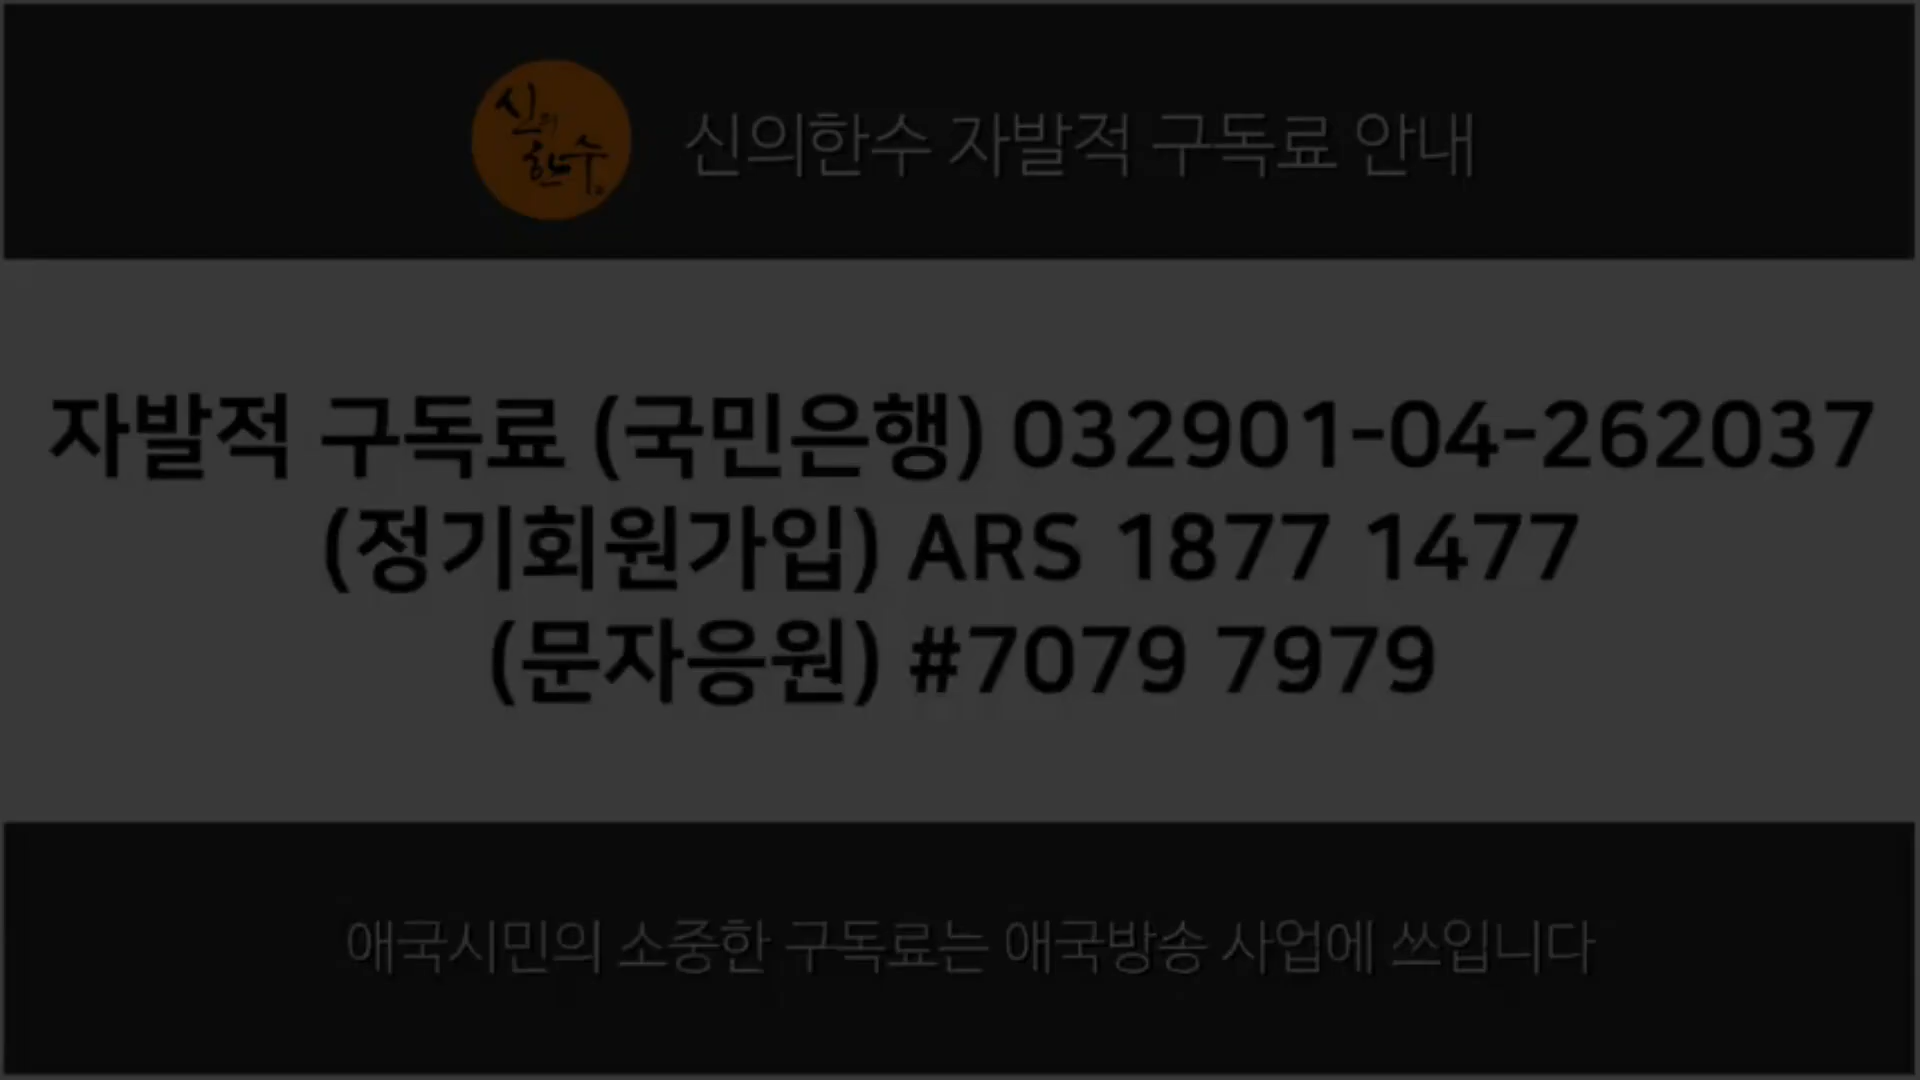 신의한수
신의한수 자발적 구독료 안내
자발적 구독료 (국민은행) 032901-04-262037
(정기회원가입) ARS 1877 1477
(문자응원) #7079 7979
애국시민의 소중한 구독료는 애국방송 사업에 쓰입니다